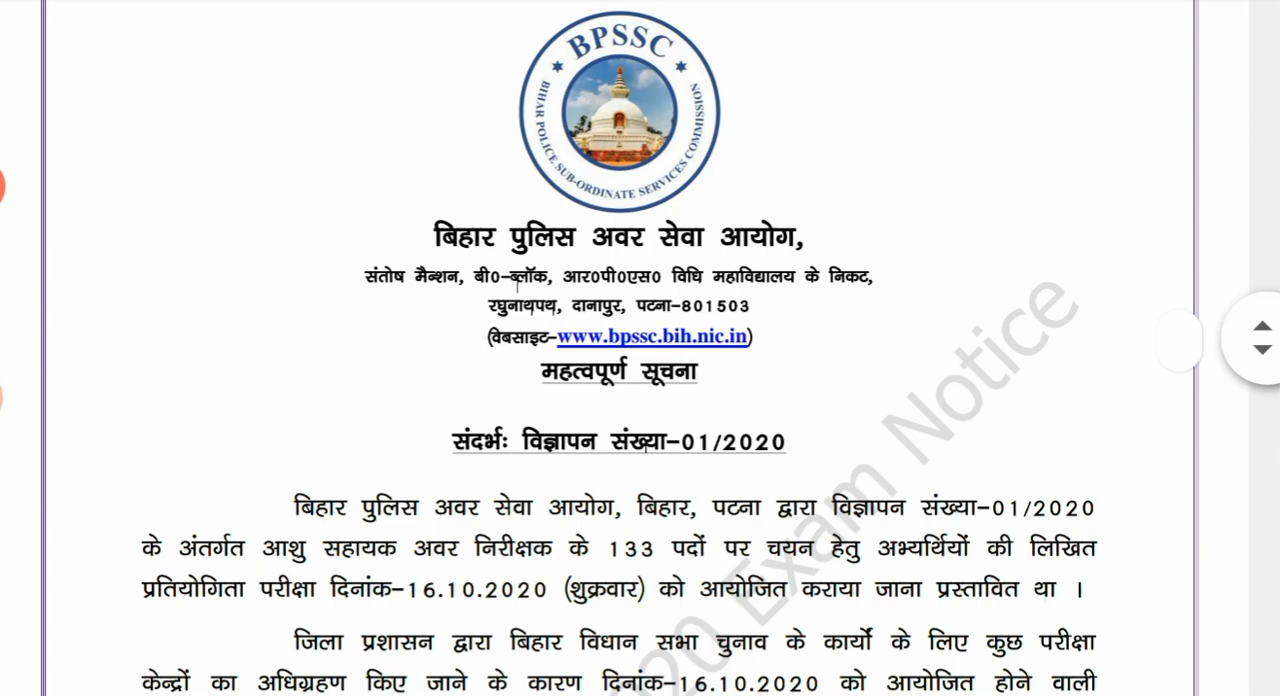 BPSSC
BIHAR POLICE SUB-ORDINATE SERVICES COMMISSION
बिहार पुलिस अवर सेवा आयोग,
संतोष मैन्शन, बी0-ब्लॉक, आर0पी0एस0 विधि महाविद्यालय के निकट,
रघुनाथपथ, दानापुर, पटना-801503
(वेबसाइट-www.bpssc.bih.nic.in)
महत्वपूर्ण सूचना
संदर्भः विज्ञापन संख्या-01/2020
बिहार पुलिस अवर सेवा आयोग, बिहार, पटना द्वारा विज्ञापन संख्या-01/2020
के अंतर्गत आशु सहायक अवर निरीक्षक के 133 पदों पर चयन हेतु अभ्यर्थियों की लिखित
प्रतियोगिता परीक्षा दिनांक-16.10.2020 (शुक्रवार) को आयोजित कराया जाना प्रस्तावित था ।
जिला प्रशासन द्वारा बिहार विधान सभा चुनाव के कार्यों के लिए कुछ परीक्षा
केन्द्रों का अधिग्रहण किए जाने के कारण दिनांक-16.10.2020 को आयोजित होने वाली
2020 Exam Notice